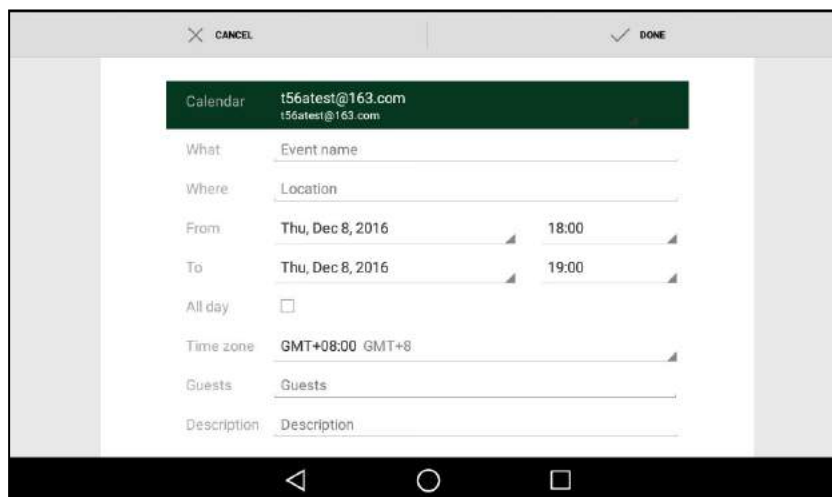 CANCEL DONE
Calendar t56atest@163.com
t56atest@163.com
What Event name
Where Location
From Thu, Dec 8, 2016 18:00
To Thu, Dec 8, 2016 19:00
All day
Time zone GMT+08:00 GMT+8
Guests Guests
Description Description